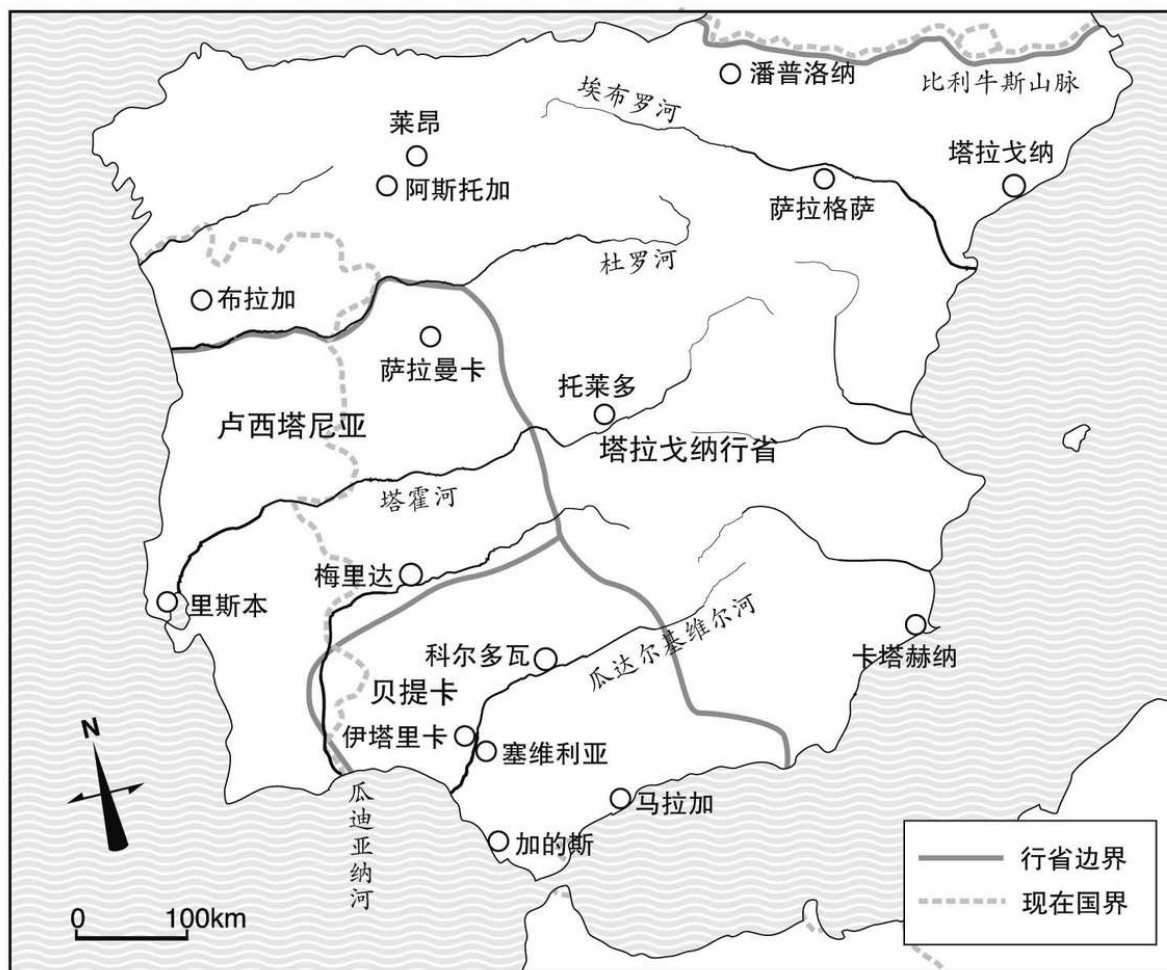 潘普洛纳
比利牛斯山脉
埃布罗河
莱昂
塔拉戈纳
阿斯托加
萨拉格萨
杜罗河
布拉加
萨拉曼卡
托莱多
卢西塔尼亚
塔拉戈纳行省
塔霍河
梅里达
里斯本
科尔多瓦
瓜达尔基维尔河
卡塔赫纳
贝提卡
伊塔里卡
塞维利亚
N
瓜迪亚纳河
马拉加
加的斯
行省边界
现在国界
0 100km